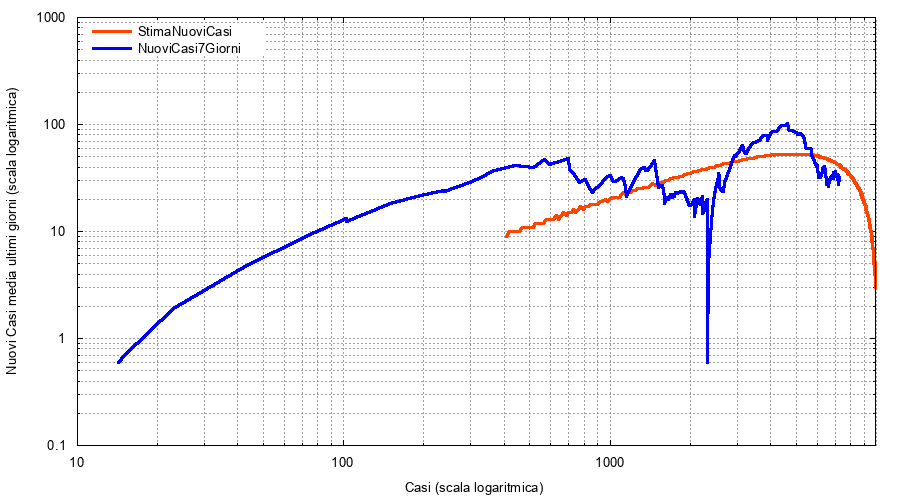 1000
StimaNuoviCasi
NuoviCasi7Giorni
100
10
1
0.1
10
100
1000
Casi (scala logaritmica)
Nuovi Casi media ultimi giorni (scala logaritmica)